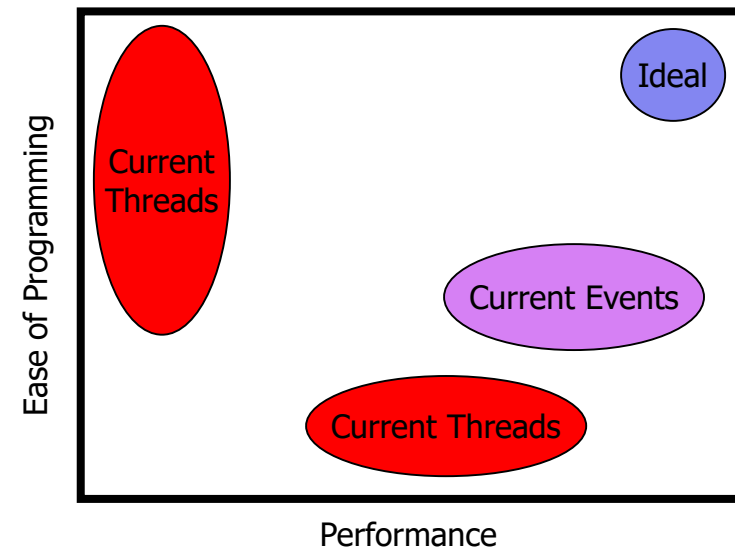 Ideal
Current
Threads
Ease of Programming
Current Events
Current Threads
Performance